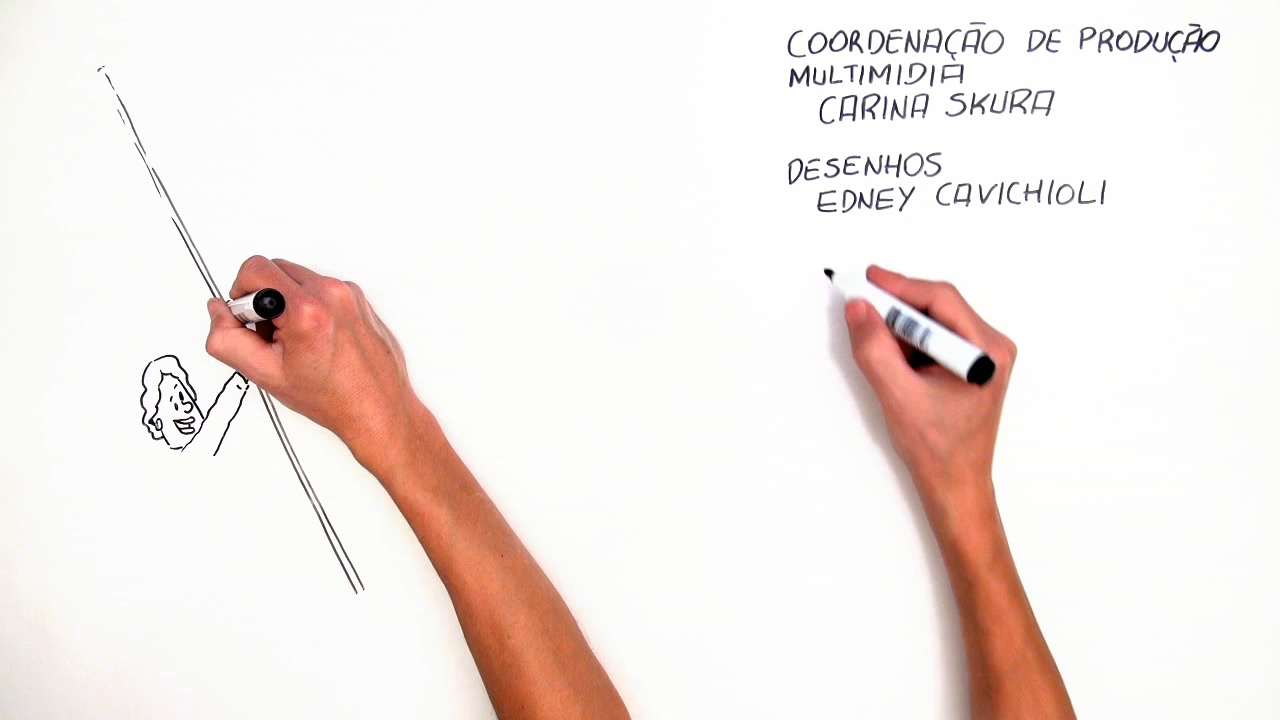 COORDENAÇÃO DE PRODUÇÃO
MULTIMIDIA
CARINA SKURA
DESENHOS
EDNEY CAVICHIOLI